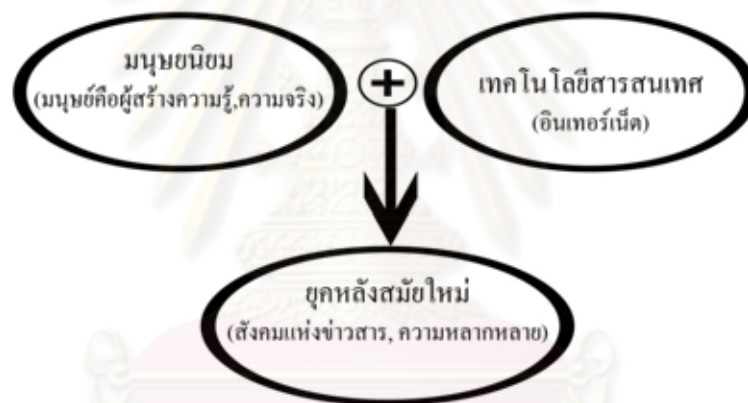 มนุษยนิยม
(มนุษย์คือผู้สร้างความรู้,ความจริง)
+
เทคโนโลยีสารสนเทศ
(อินเทอร์เน็ต)
ยุคหลังสมัยใหม่
(สังคมแห่งข่าวสาร, ความหลากหลาย)